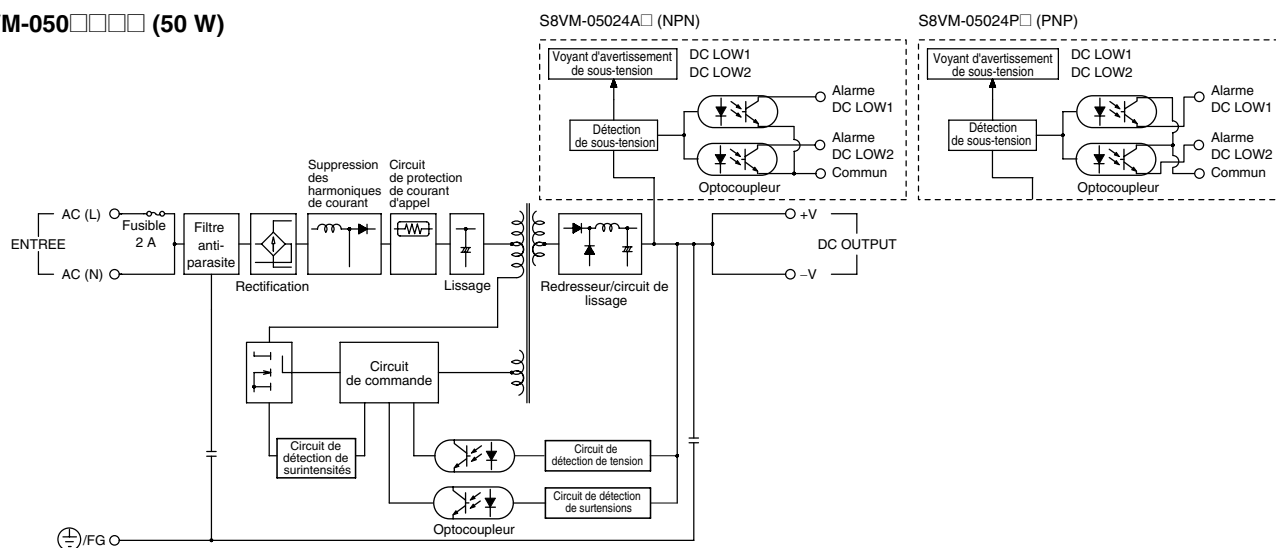 VM-050□□□□ (50 W)
S8VM-05024A□ (NPN)
Voyant d'avertissement
de sous-tension
DC LOW1
DC LOW2
Détection
de sous-tension
Alarme
DC LOW1
Alarme
DC LOW2
Commun
Optocoupleur
S8VM-05024P□ (PNP)
Voyant d'avertissement
de sous-tension
DC LOW1
DC LOW2
Détection
de sous-tension
Alarme
DC LOW1
Alarme
DC LOW2
Commun
Optocoupleur
ENTREE
AC (L)
AC (N)
Fusible
2 A
Filtre
anti-
parasite
Rectification
Suppression
des
harmoniques
de courant
Circuit
de protection
de courant
d'appel
Lissage
Redresseur/circuit de
lissage
+V
–V
DC OUTPUT
Circuit
de commande
Circuit de
détection de
surintensités
Circuit de
détection de tension
Circuit de détection
de surtensions
Optocoupleur
/FG